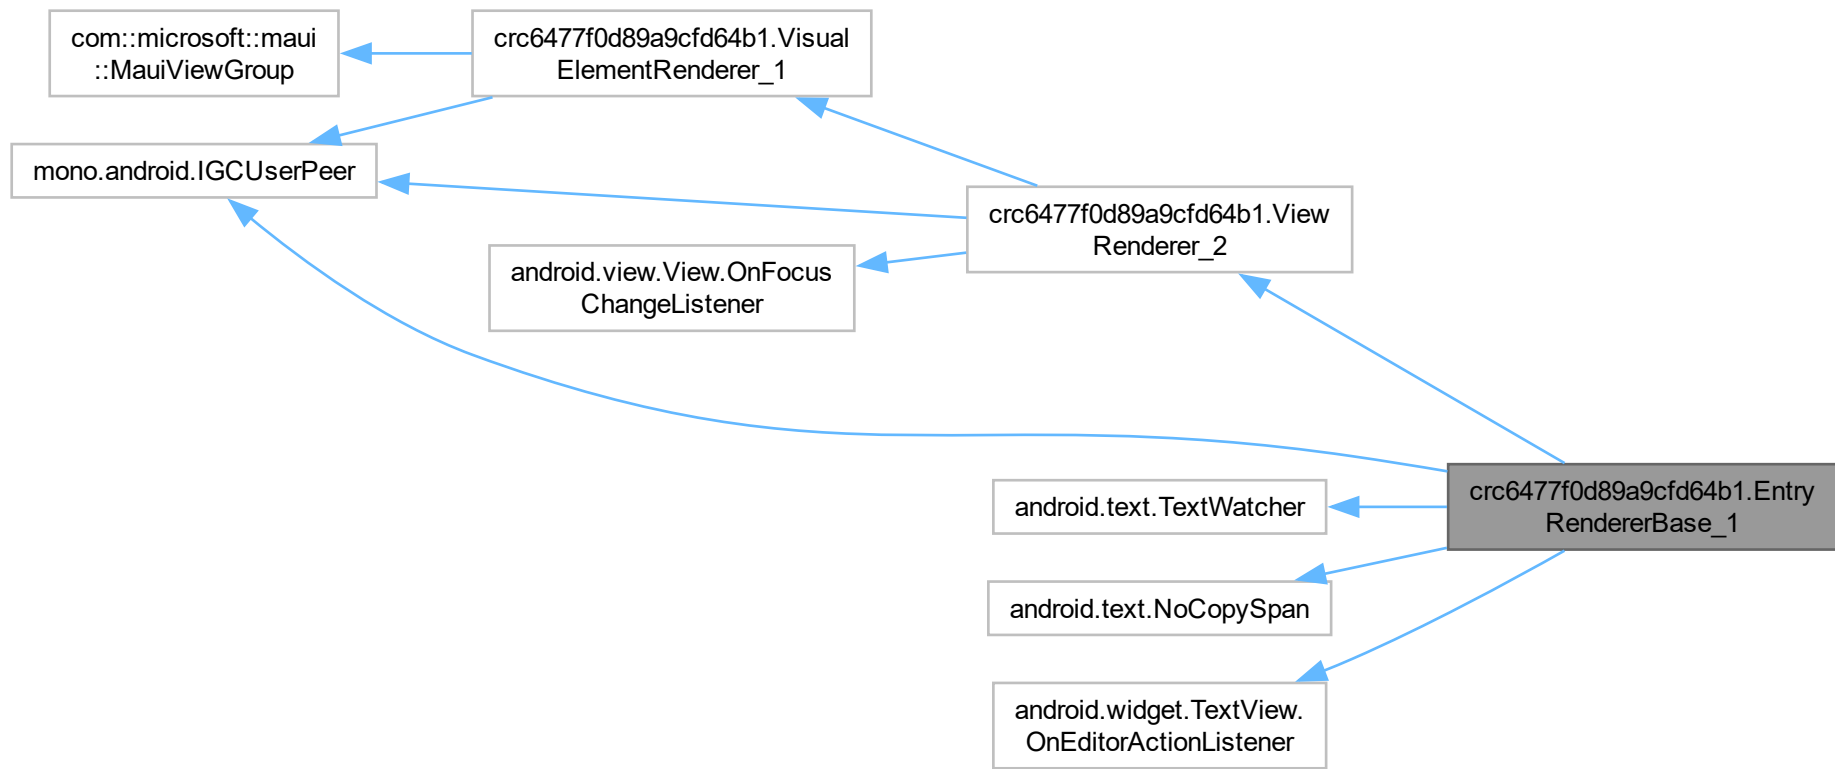 com::microsoft::maui
::MauiViewGroup
crc6477f0d89a9cfd64b1.Visual
ElementRenderer_1
mono.android.IGCUserPeer
crc6477f0d89a9cfd64b1.View
Renderer_2
android.view.View.OnFocus
ChangeListener
crc6477f0d89a9cfd64b1.Entry
RendererBase_1
android.text.TextWatcher
android.text.NoCopySpan
android.widget.TextView.
OnEditorActionListener